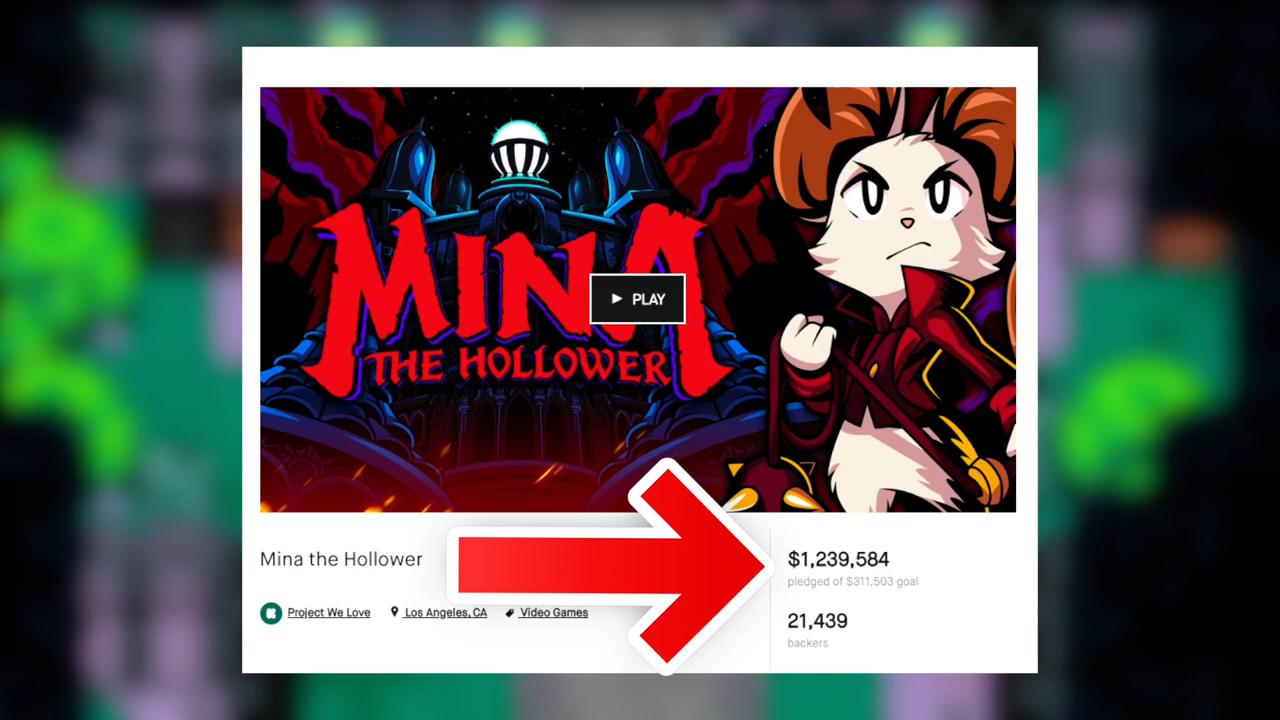 MINA
THE HOLLOWER
PLAY
Mina the Hollower
Project We Love Los Angeles, CA Video Games
$1,239,584
pledged of $311,503 goal
21,439
backers